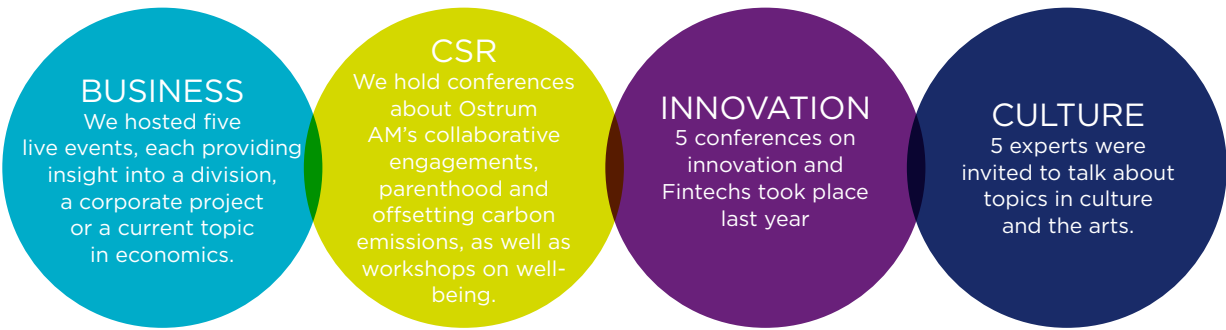 BUSINESS
We hosted five
live events, each providing
insight into a division,
a corporate project
or a current topic
in economics.
CSR
We hold conferences
about Ostrum
AM's collaborative
engagements,
parenthood and
offsetting carbon
emissions, as well as
workshops on well-
being.
INNOVATION
5 conferences on
innovation and
Fintechs took place
last year
CULTURE
5 experts were
invited to talk about
topics in culture
and the arts.